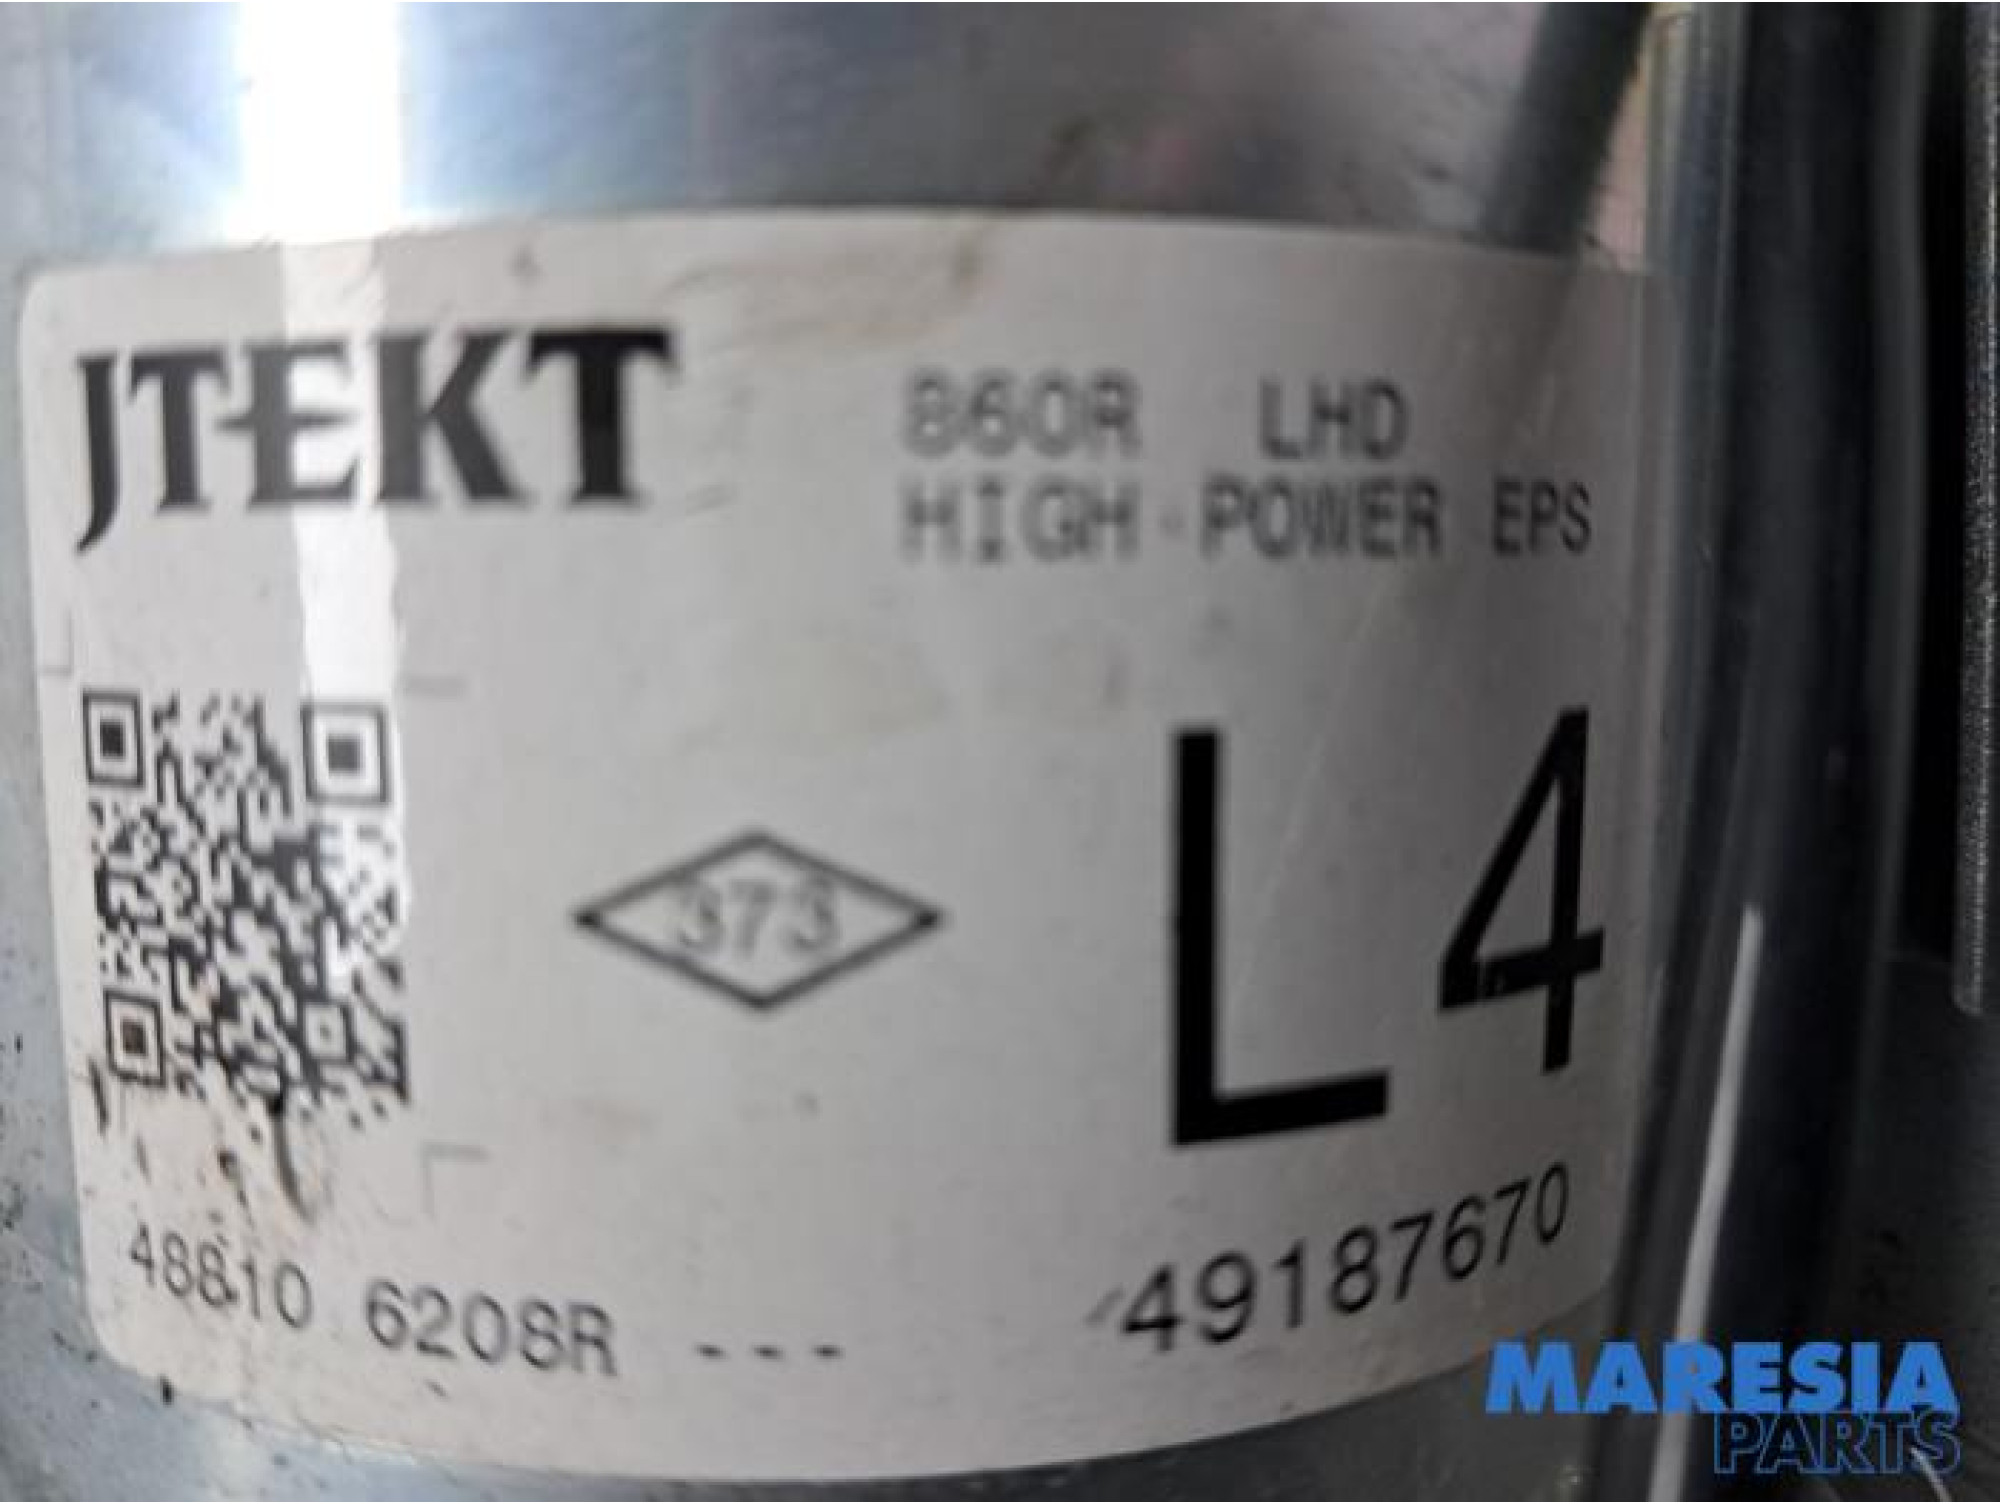 JTEKT
860R LHD
HIGH POWER EPS
373
L4
48810 6208R ---
49187670
MARESIA
PARTS